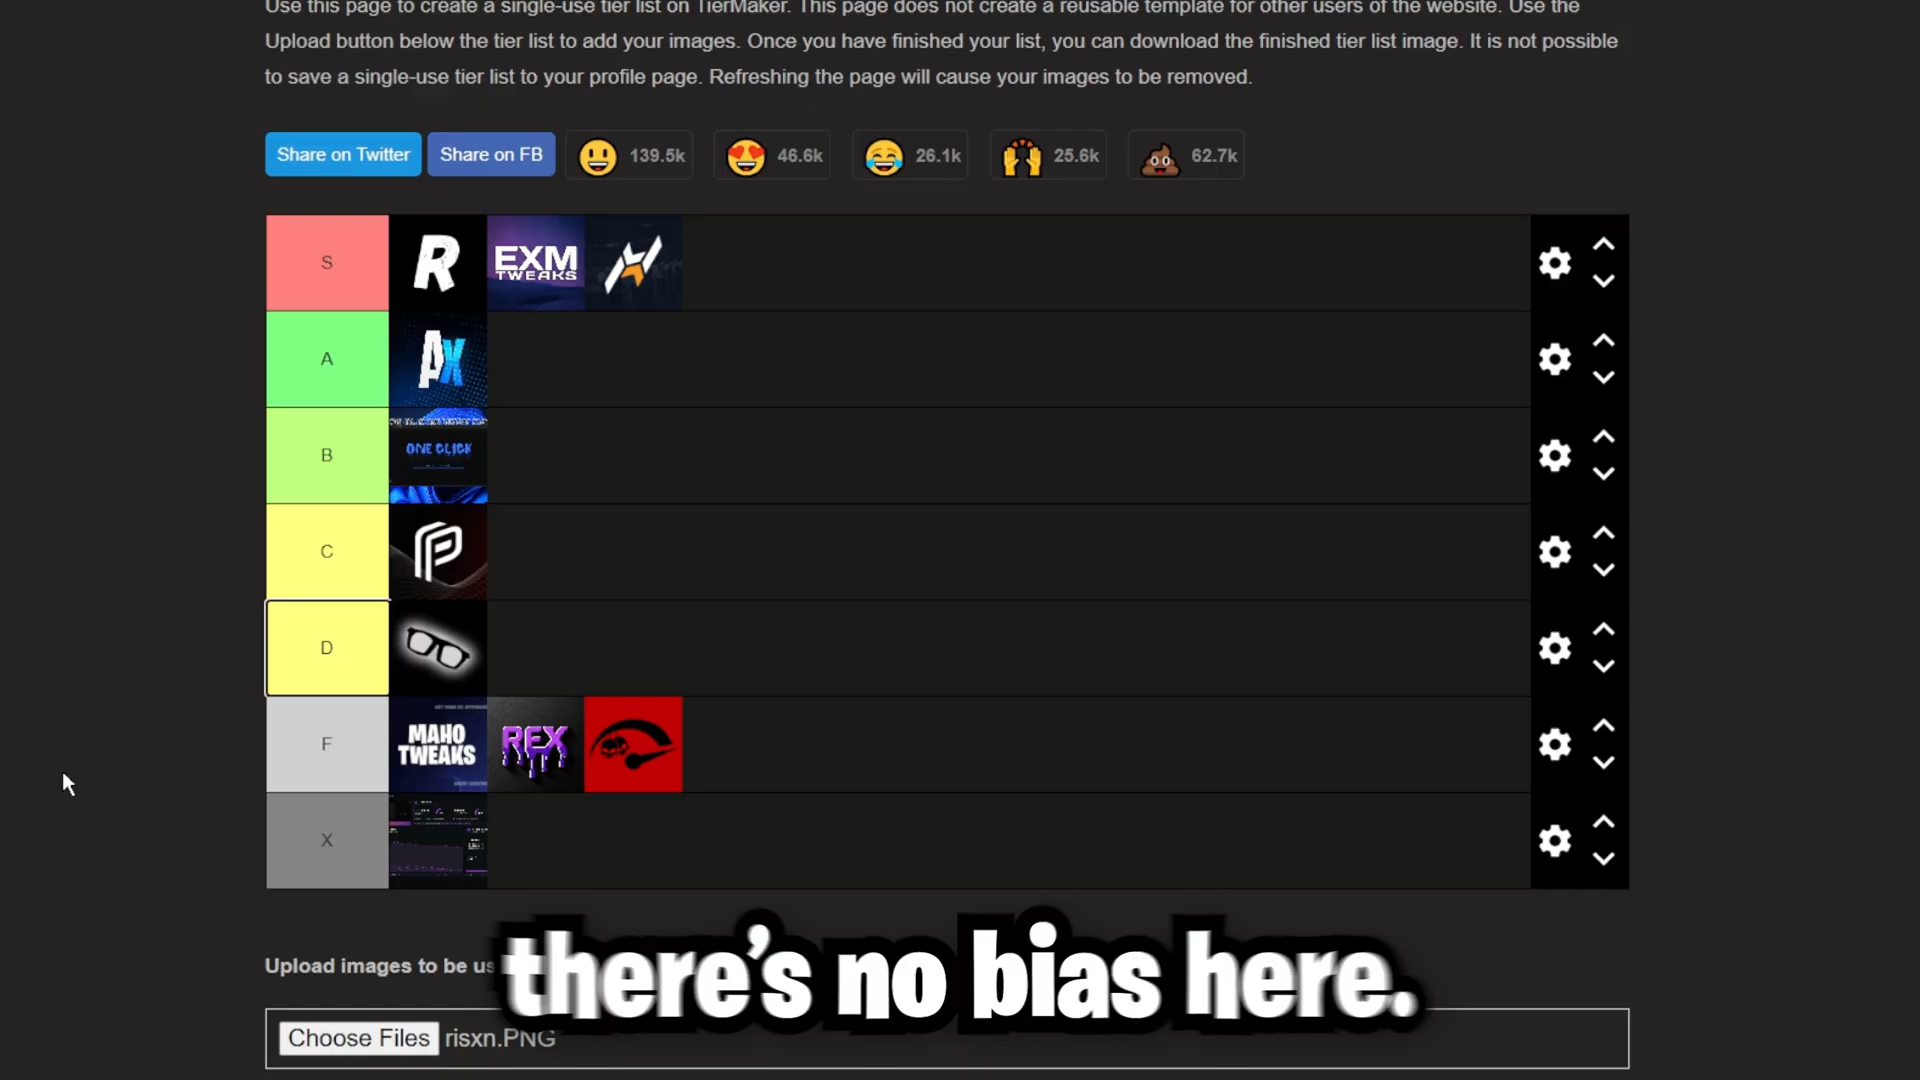 Use this page to create a single-use tier list on TierMaker. This page does not create a reusable template for other users of the website. Use the
Upload button below the tier list to add your images. Once you have finished your list, you can download the finished tier list image. It is not possible
to save a single-use tier list to your profile page. Refreshing the page will cause your images to be removed.
Share on Twitter
Share on FB
139.5k
46.6k
26.1k
25.6k
62.7k
S
R
EXM
TWEAKS
A
AX
B
ONE CLICK
C
P
D
F
MAHO
TWEAKS
REX
X
there's no bias here.
Upload images to be us
Choose Files risxn.PNG